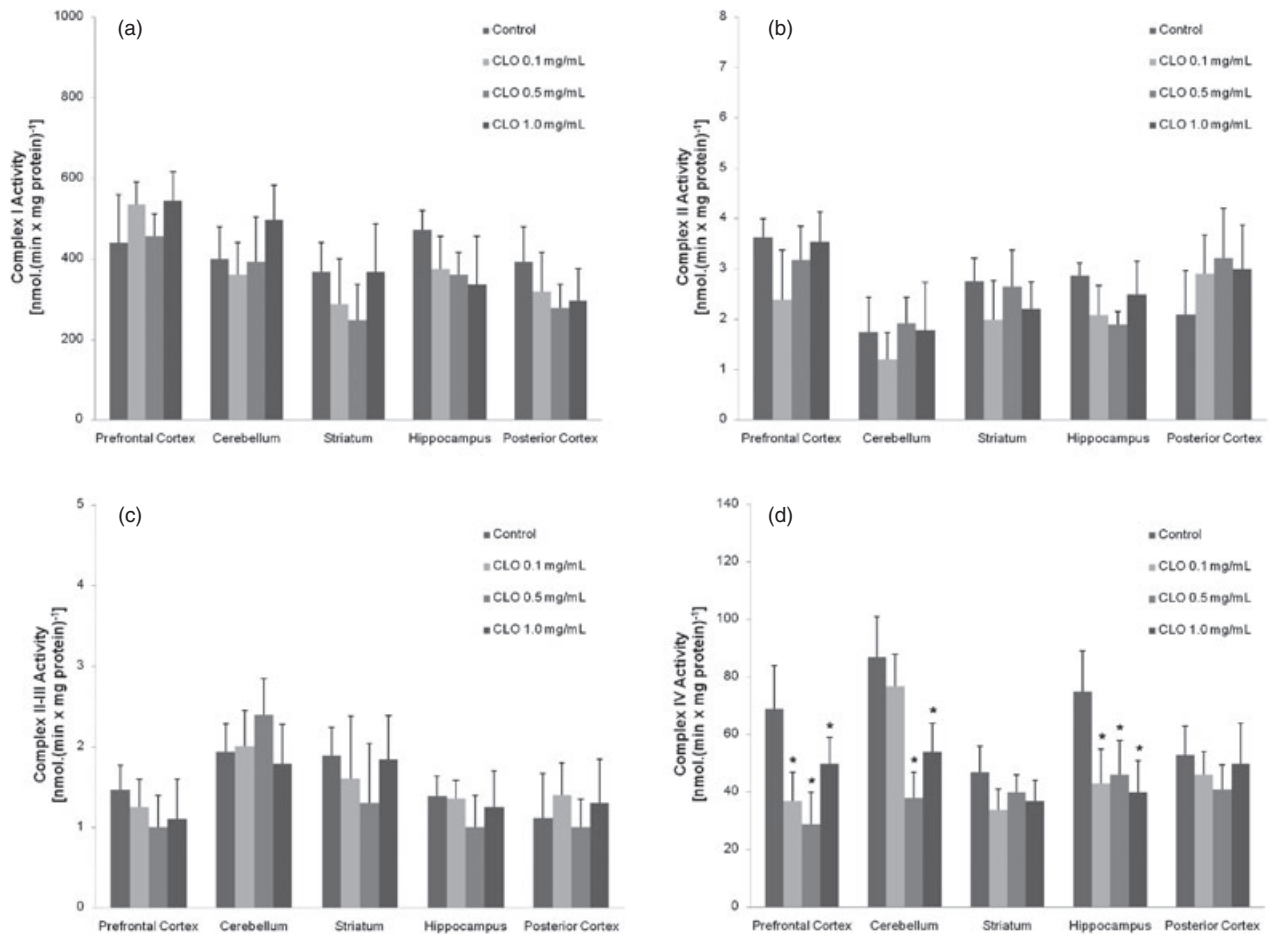 (a)
Control
CLO 0.1 mg/mL
CLO 0.5 mg/mL
CLO 1.0 mg/mL
Complex I Activity
[nmol.(min x mg protein)⁻¹]
1000
800
600
400
200
0
Prefrontal Cortex Cerebellum Striatum Hippocampus Posterior Cortex
(b)
Control
CLO 0.1 mg/mL
CLO 0.5 mg/mL
CLO 1.0 mg/mL
Complex II Activity
[nmol.(min x mg protein)⁻¹]
8
7
6
5
4
3
2
1
0
Prefrontal Cortex Cerebellum Striatum Hippocampus Posterior Cortex
(c)
Control
CLO 0.1 mg/mL
CLO 0.5 mg/mL
CLO 1.0 mg/mL
Complex II-III Activity
[nmol.(min x mg protein)⁻¹]
5
4
3
2
1
0
Prefrontal Cortex Cerebellum Striatum Hippocampus Posterior Cortex
(d)
Control
CLO 0.1 mg/mL
CLO 0.5 mg/mL
CLO 1.0 mg/mL
Complex IV Activity
[nmol.(min x mg protein)⁻¹]
140
120
100
80
60
40
20
0
* * * * * * * *
Prefrontal Cortex Cerebellum Striatum Hippocampus Posterior Cortex